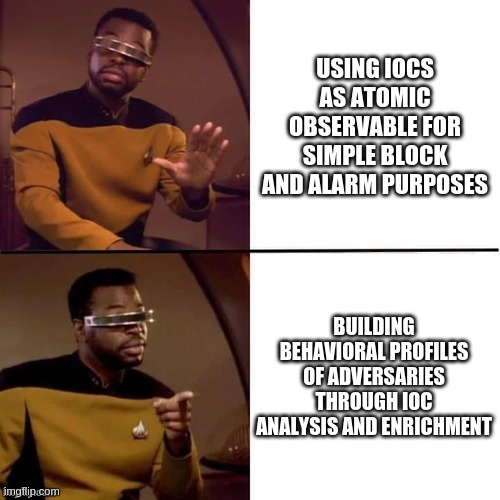 USING IOCS
AS ATOMIC
OBSERVABLE FOR
SIMPLE BLOCK
AND ALARM PURPOSES
BUILDING
BEHAVIORAL PROFILES
OF ADVERSARIES
THROUGH IOC
ANALYSIS AND ENRICHMENT
imgflip.com